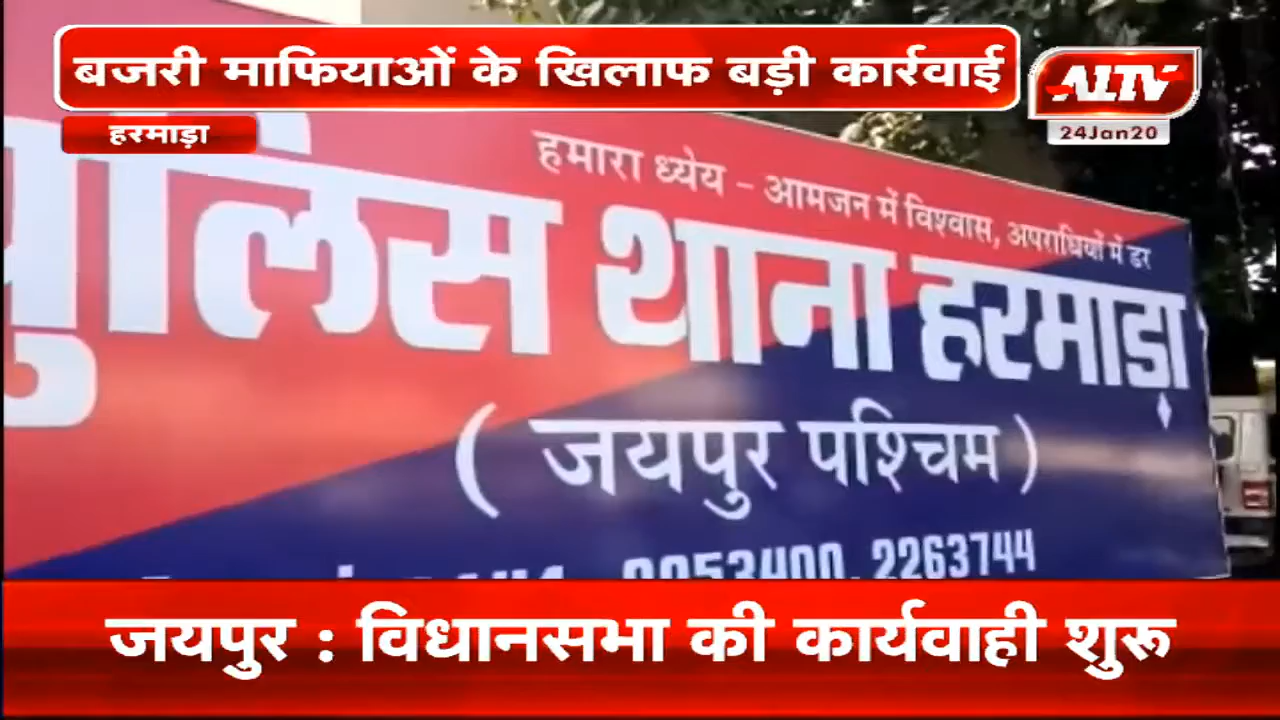 बजरी माफियाओं के खिलाफ बड़ी कार्रवाई
ALTV
24Jan20
हरमाड़ा
हमारा ध्येय - आमजन में विश्वास, अपराधियों में डर
पुलिस थाना हरमाड़ा
( जयपुर पश्चिम )
2263744
जयपुर : विधानसभा की कार्यवाही शुरू